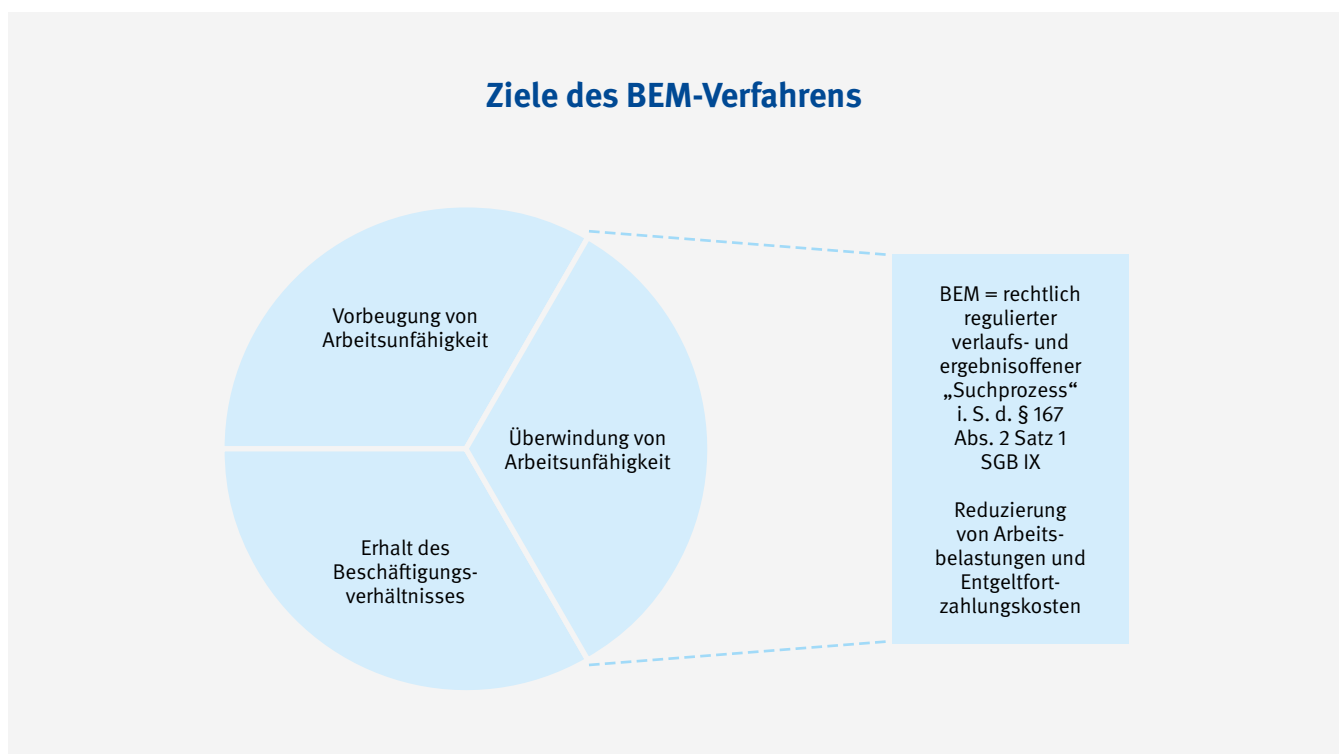 Ziele des BEM-Verfahrens
Vorbeugung von
Arbeitsunfähigkeit
Überwindung von
Arbeitsunfähigkeit
Erhalt des
Beschäftigungs-
verhältnisses
BEM = rechtlich
regulierter
verlaufs- und
ergebnisoffener
„Suchprozess“
i. S. d. § 167
Abs. 2 Satz 1
SGB IX
Reduzierung
von Arbeits-
belastungen und
Entgeltfort-
zahlungskosten